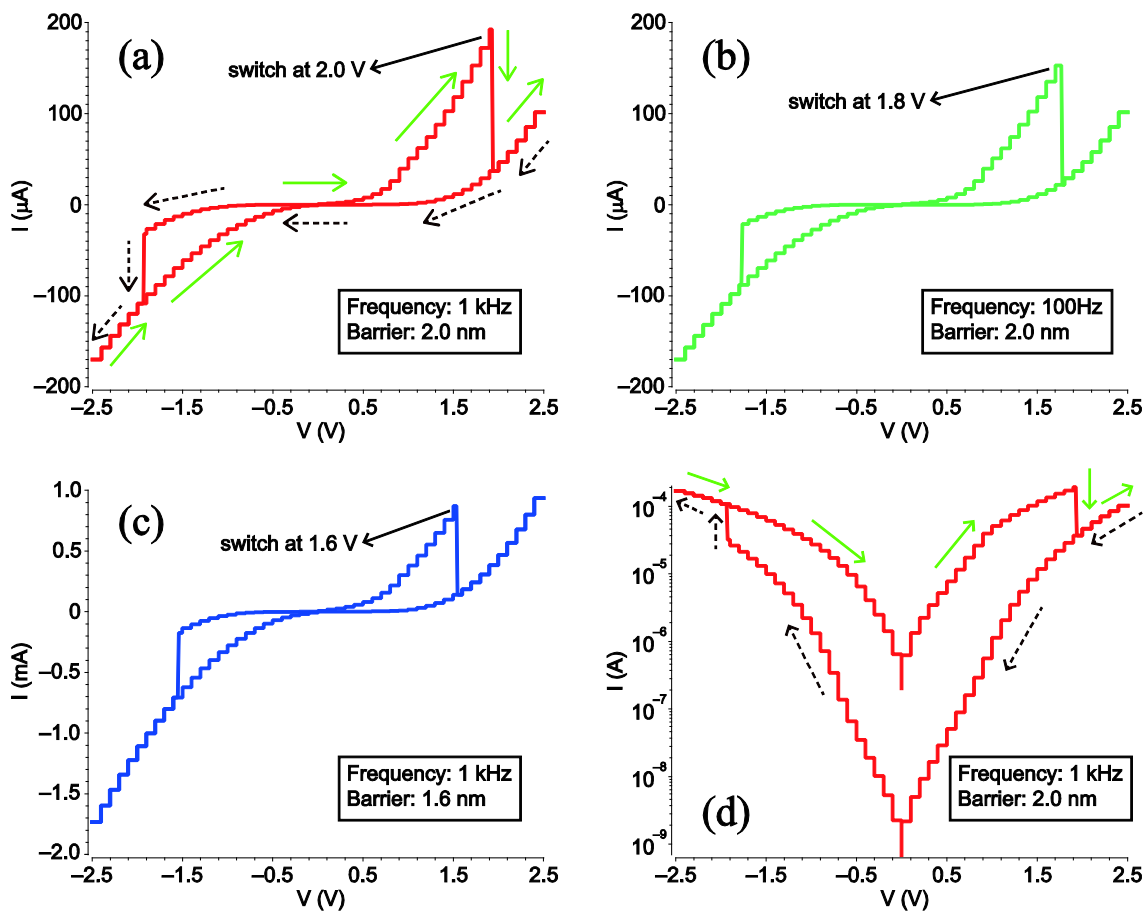 (a)
switch at 2.0 V
I (µA)
200
100
0
−100
−200
Frequency: 1 kHz
Barrier: 2.0 nm
−2.5 −1.5 −0.5 0.5 1.5 2.5
V (V)
(b)
switch at 1.8 V
I (µA)
200
100
0
−100
−200
Frequency: 100Hz
Barrier: 2.0 nm
−2.5 −1.5 −0.5 0.5 1.5 2.5
V (V)
(c)
switch at 1.6 V
I (mA)
1.0
0.5
0
−0.5
−1.0
−1.5
−2.0
Frequency: 1 kHz
Barrier: 1.6 nm
−2.5 −1.5 −0.5 0.5 1.5 2.5
V (V)
I (A)
10⁻⁴
10⁻⁵
10⁻⁶
10⁻⁷
10⁻⁸
10⁻⁹
(d)
Frequency: 1 kHz
Barrier: 2.0 nm
−2.5 −1.5 −0.5 0.5 1.5 2.5
V (V)